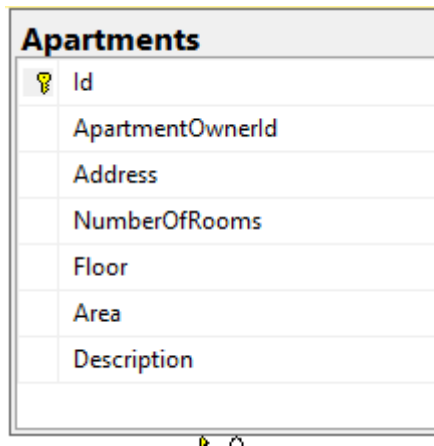 Apartments
Id
ApartmentOwnerId
Address
NumberOfRooms
Floor
Area
Description